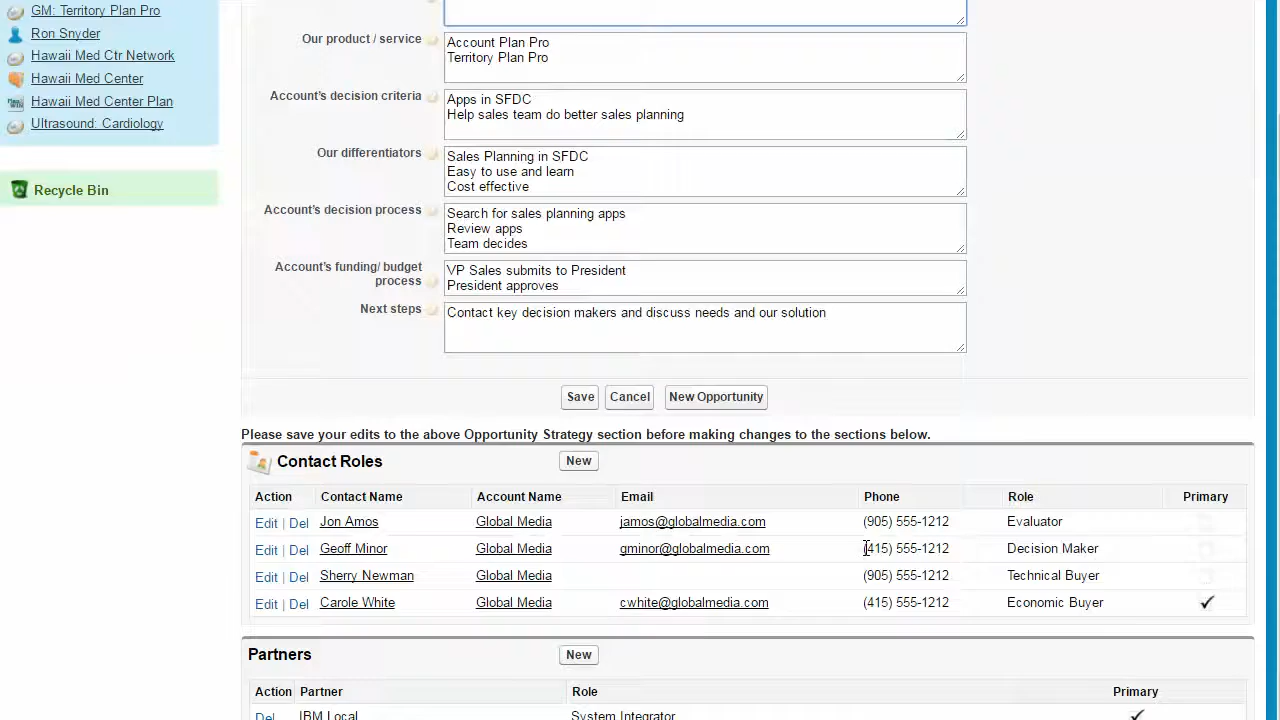 GM: Territory Plan Pro
Ron Snyder
Hawaii Med Ctr Network
Hawaii Med Center
Hawaii Med Center Plan
Ultrasound: Cardiology
Recycle Bin
Our product / service
Account Plan Pro
Territory Plan Pro
Account's decision criteria
Apps in SFDC
Help sales team do better sales planning
Our differentiators
Sales Planning in SFDC
Easy to use and learn
Cost effective
Account's decision process
Search for sales planning apps
Review apps
Team decides
Account's funding/ budget
process
VP Sales submits to President
President approves
Next steps
Contact key decision makers and discuss needs and our solution
Save Cancel New Opportunity
Please save your edits to the above Opportunity Strategy section before making changes to the sections below.
Contact Roles New
Action Contact Name Account Name Email Phone Role Primary
Edit | Del Jon Amos Global Media jamos@globalmedia.com (905) 555-1212 Evaluator
Edit | Del Geoff Minor Global Media gminor@globalmedia.com (415) 555-1212 Decision Maker
Edit | Del Sherry Newman Global Media (905) 555-1212 Technical Buyer
Edit | Del Carole White Global Media cwhite@globalmedia.com (415) 555-1212 Economic Buyer
Partners New
Action Partner Role Primary
Del IBM Local System Integrator